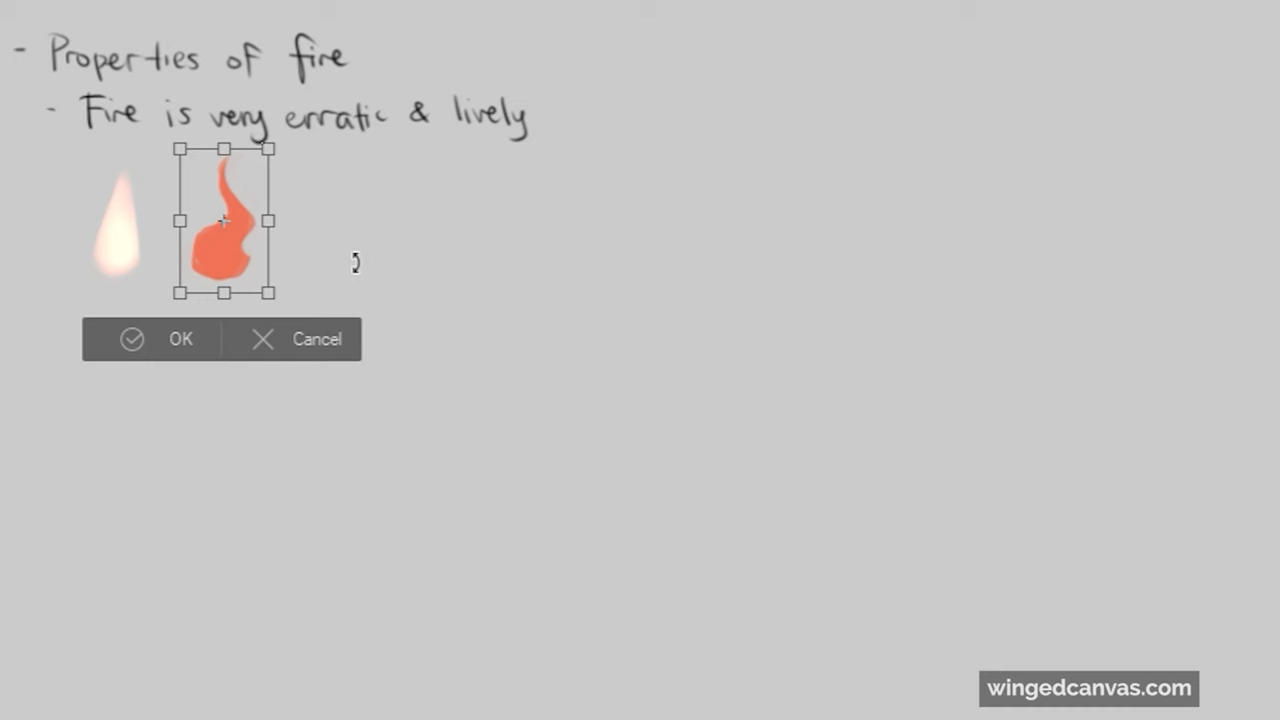 - Properties of fire
- Fire is very erratic & lively
OK
Cancel
wingedcanvas.com